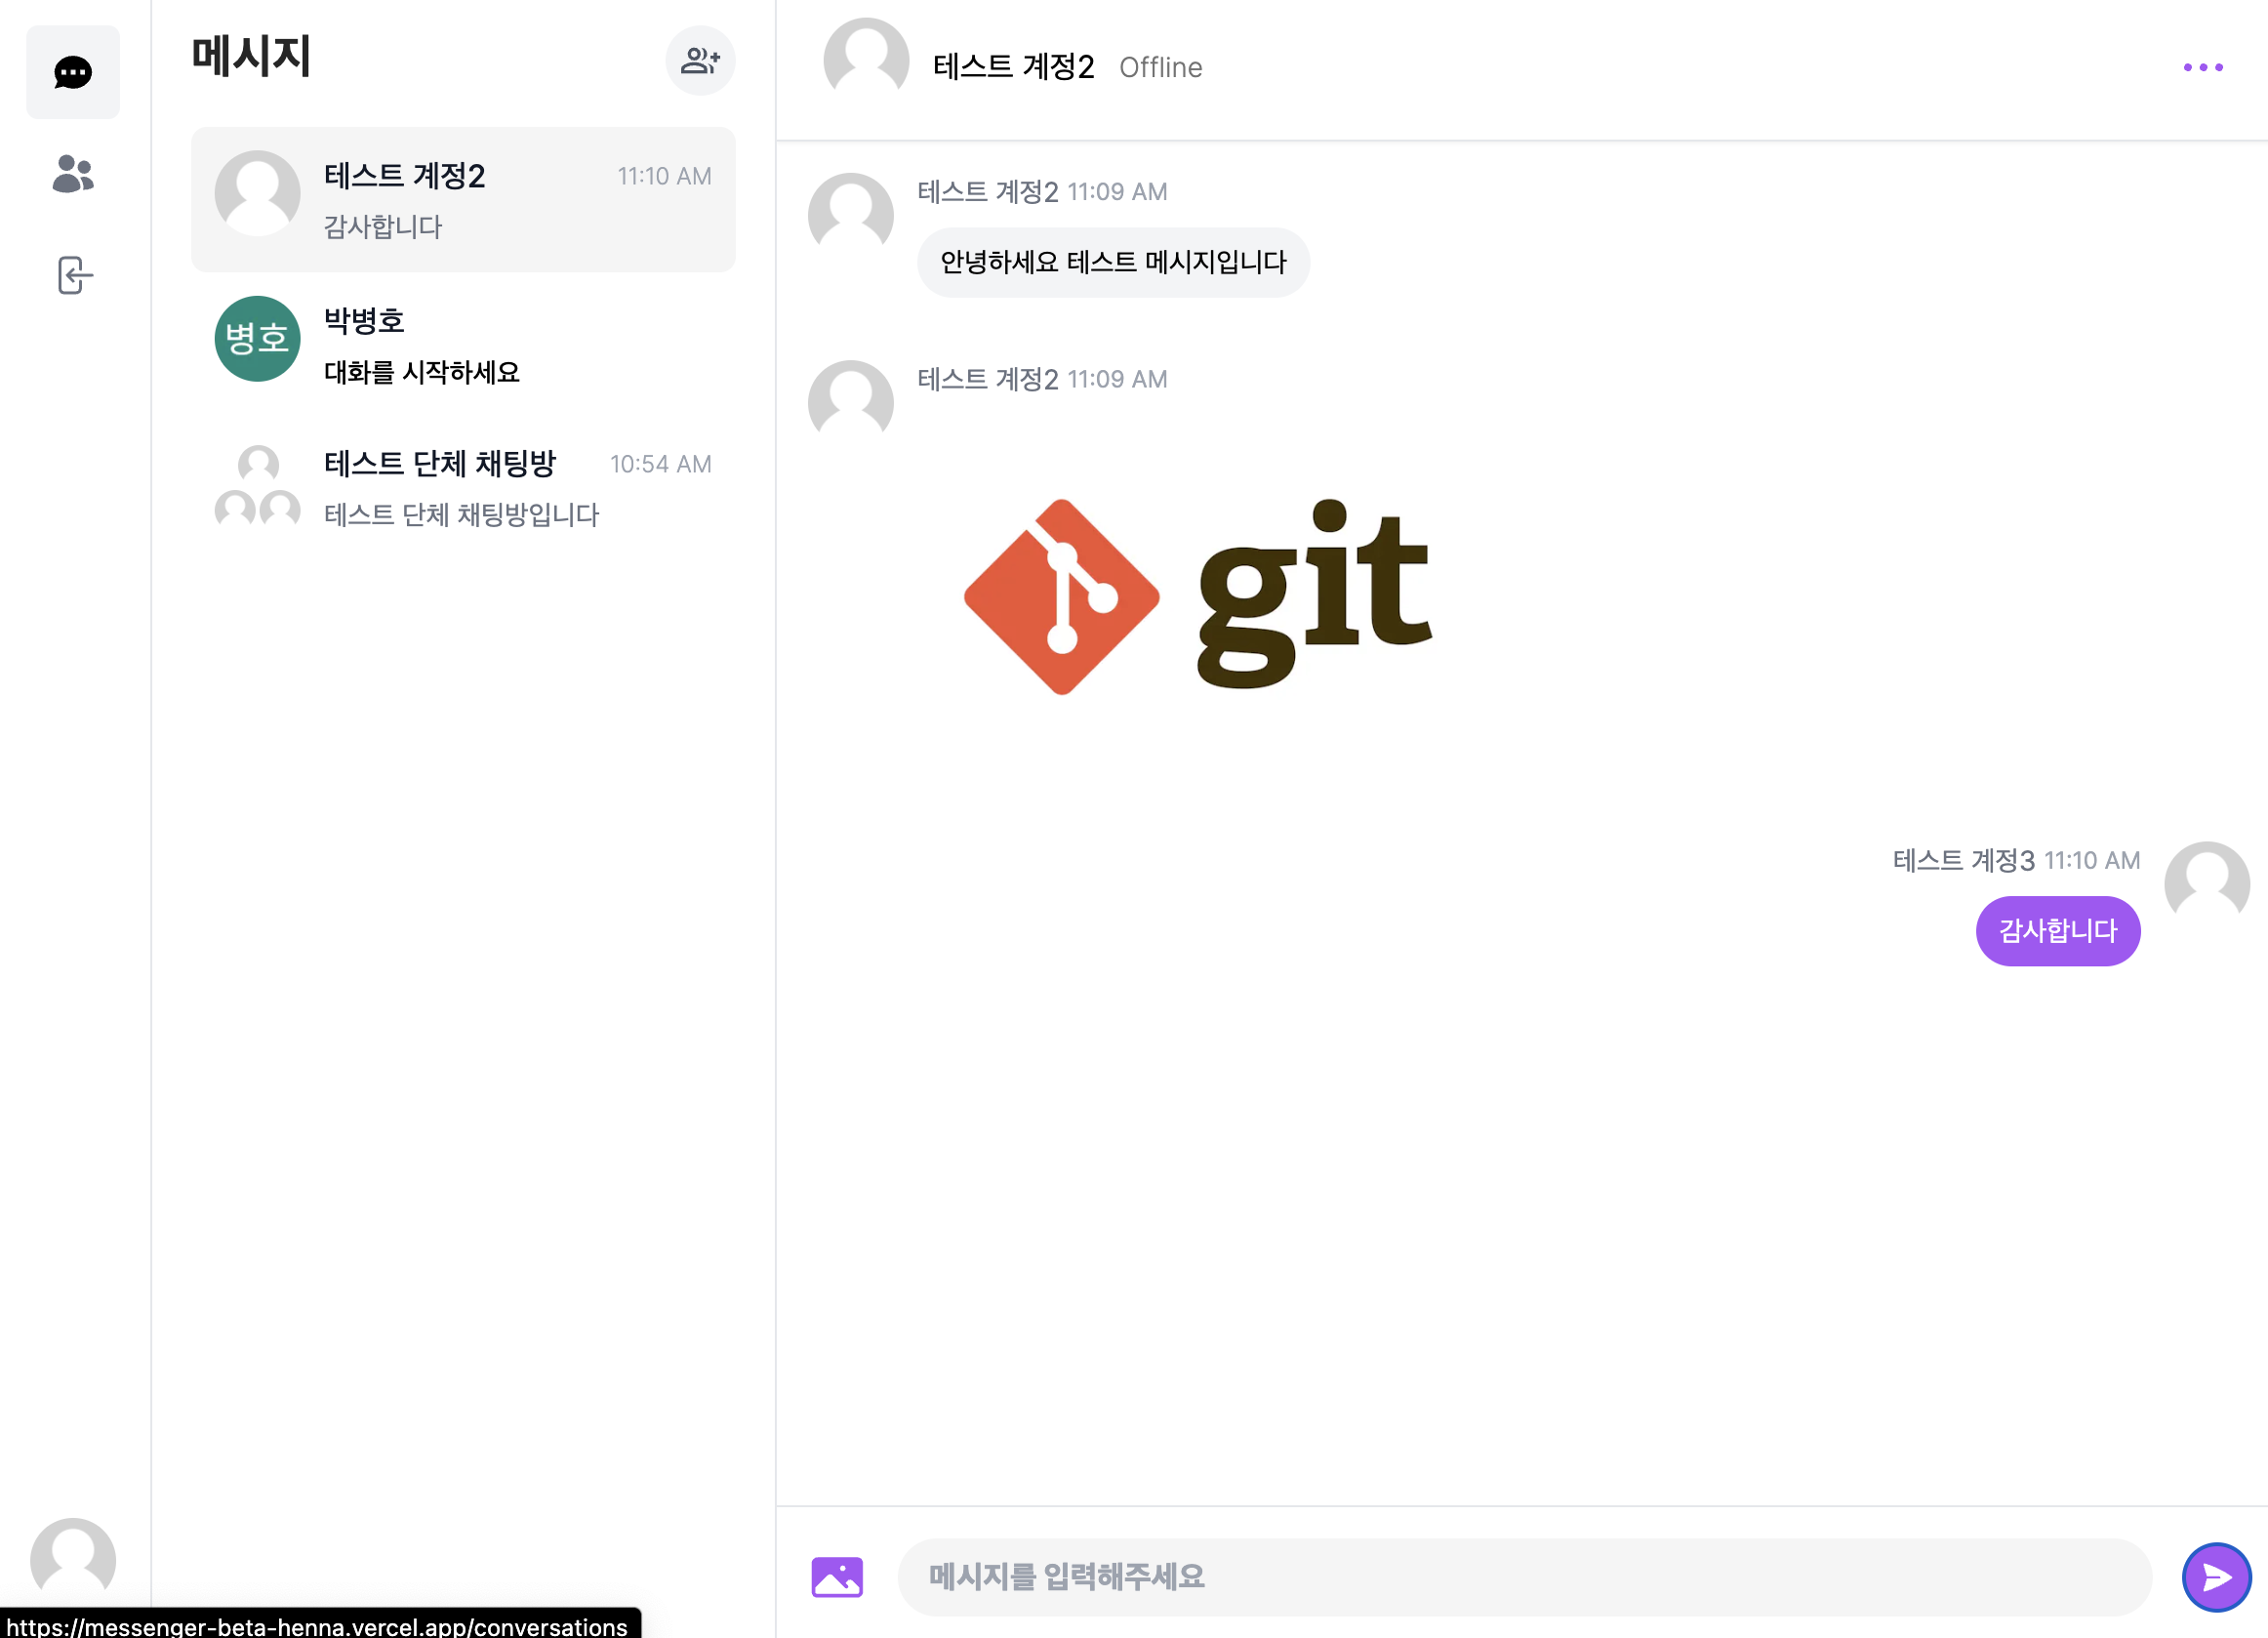 메시지
테스트 계정2 11:10 AM
감사합니다
병호
박병호
대화를 시작하세요
테스트 단체 채팅방 10:54 AM
테스트 단체 채팅방입니다
테스트 계정2 Offline
테스트 계정2 11:09 AM
안녕하세요 테스트 메시지입니다
테스트 계정2 11:09 AM
git
테스트 계정3 11:10 AM
감사합니다
메시지를 입력해주세요
https://messenger-beta-henna.vercel.app/conversations